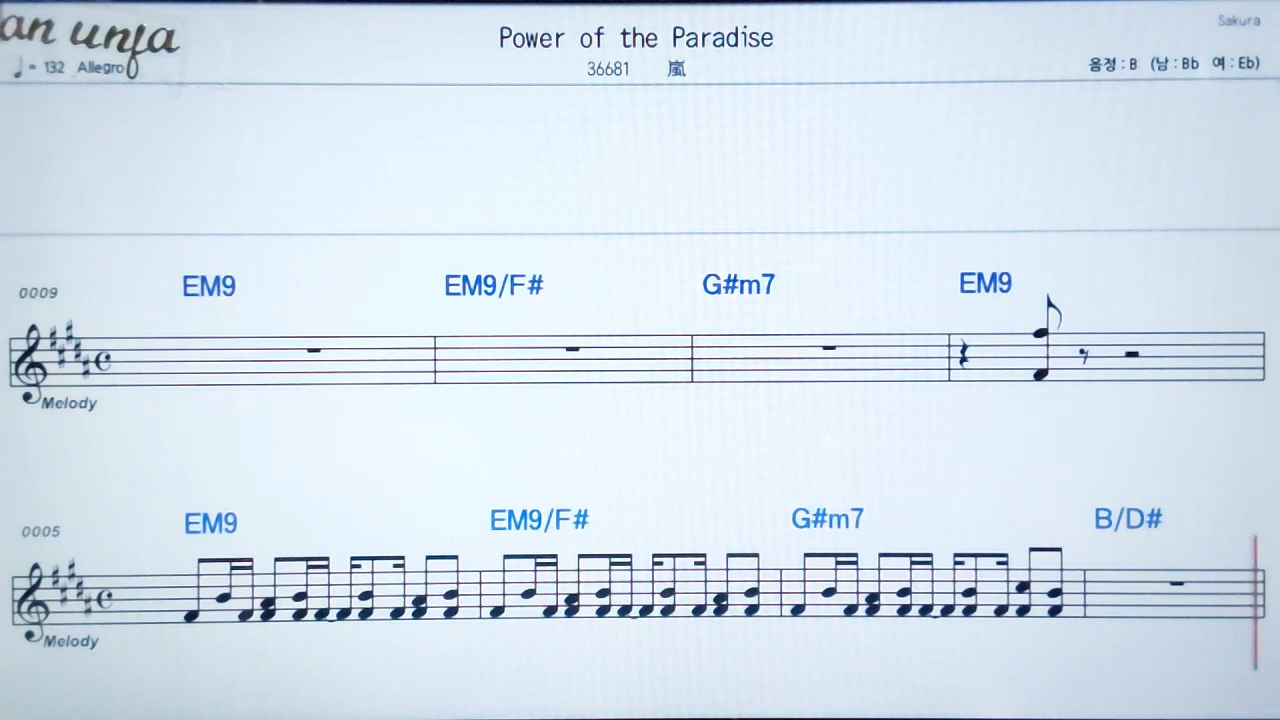 an unfa
Power of the Paradise
Sakura
♩= 132 Allegro
36681 嵐
음정 : B (남 : Bb 여 : Eb)
0009
EM9 EM9/F# G#m7 EM9
Melody
0005
EM9 EM9/F# G#m7 B/D#
Melody